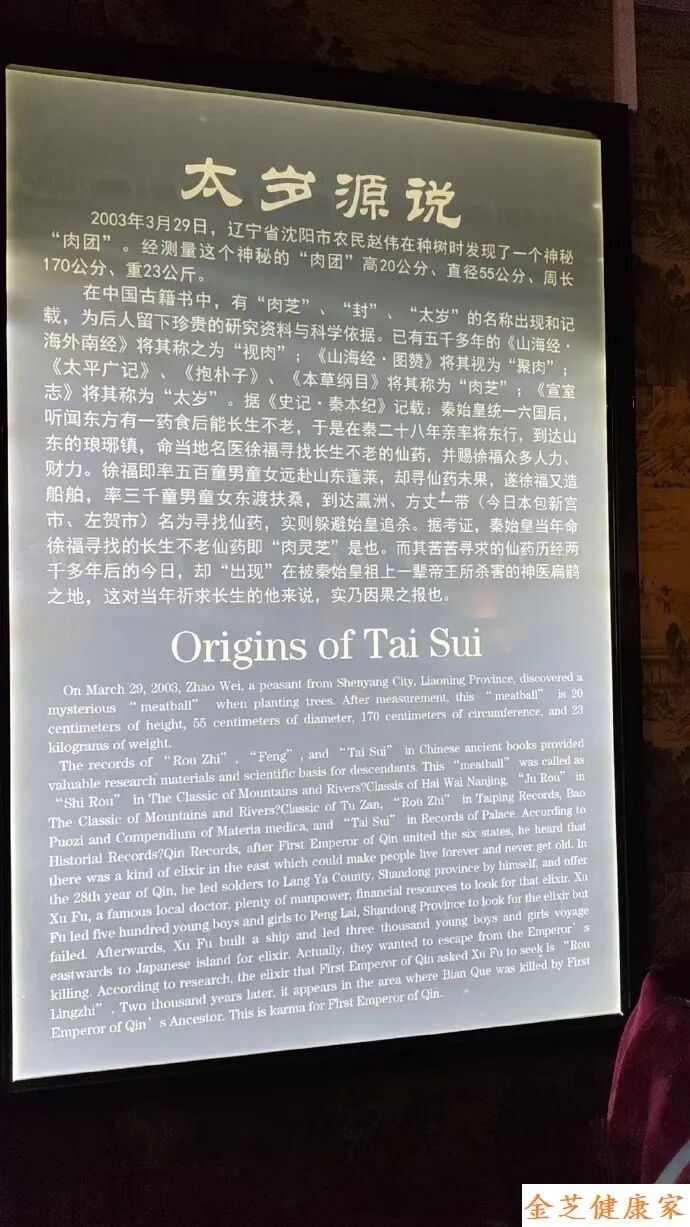 太岁源说
2003年3月29日，辽宁省沈阳市农民赵伟在种树时发现了一个神秘
“肉团”。经测量这个神秘的“肉团”高20公分、直径55公分、周长
170公分、重23公斤。
在中国古籍书中，有“肉芝”、“封”、“太岁”的名称出现和记
载，为后人留下珍贵的研究资料与科学依据。已有五千多年的《山海经·
海外南经》将其称之为“视肉”；《山海经·图赞》将其视为“聚肉”；
《太平广记》、《抱朴子》、《本草纲目》将其称为“肉芝”；《宣室
志》将其称为“太岁”。据《史记·秦本纪》记载：秦始皇统一六国后，
听闻东方有一药食后能长生不老，于是在秦二十八年亲率将东行，到达山
东的琅琊镇，命当地名医徐福寻找长生不老的仙药，并赐徐福众多人力、
财力。徐福即率五百童男童女远赴山东蓬莱，却寻仙药未果，遂徐福又造
船舶，率三千童男童女东渡扶桑，到达瀛洲、方丈一带（今日本包新宫
市、左贺市）名为寻找仙药，实则躲避始皇追杀。据考证，秦始皇当年命
徐福寻找的长生不老仙药即“肉灵芝”是也。而其苦苦寻求的仙药历经两
千多年后的今日，却“出现”在被秦始皇祖上一辈帝王所杀害的神医扁鹊
之地，这对当年祈求长生的他来说，实乃因果之报也。
Origins of Tai Sui
On March 29, 2003, Zhao Wei, a peasant from Shenyang City, Liaoning Province, discovered a
mysterious “meatball” when planting trees. After measurement, this “meatball” is 20
centimeters of height, 55 centimeters of diameter, 170 centimeters of circumference, and 23
kilograms of weight.
The records of “Rou Zhi”, “Feng”, and “Tai Sui” in Chinese ancient books provided
valuable research materials and scientific basis for descendants. This “meatball” was called as
“Shi Rou” in The Classic of Mountains and Rivers?Classis of Hai Wai Nanjing, “Ju Rou” in
The Classic of Mountains and Rivers?Classic of Tu Zan, “Rou Zhi” in Taiping Records, Bao
Puozi and Compendium of Materia medica, and “Tai Sui” in Records of Palace. According to
Historial Records?Qin Records, after First Emperor of Qin united the six states, he heard that
there was a kind of elixir in the east which could make people live forever and never get old. In
the 28th year of Qin, he led solders to Lang Ya County, Shandong province by himself, and offer
Xu Fu, a famous local doctor, plenty of manpower, financial resources to look for that elixir. Xu
Fu led five hundred young boys and girls to Peng Lai, Shandong Province to look for the elixir but
failed. Afterwards, Xu Fu built a ship and led three thousand young boys and girls voyage
eastwards to Japanese island for elixir. Actually, they wanted to escape from the Emperor’s
killing. According to research, the elixir that First Emperor of Qin asked Xu Fu to seek is “Rou
Lingzhi”. Two thousand years later, it appears in the area where Bian Que was killed by First
Emperor of Qin’s Ancestor. This is karma for First Emperor of Qin.
金芝健康家